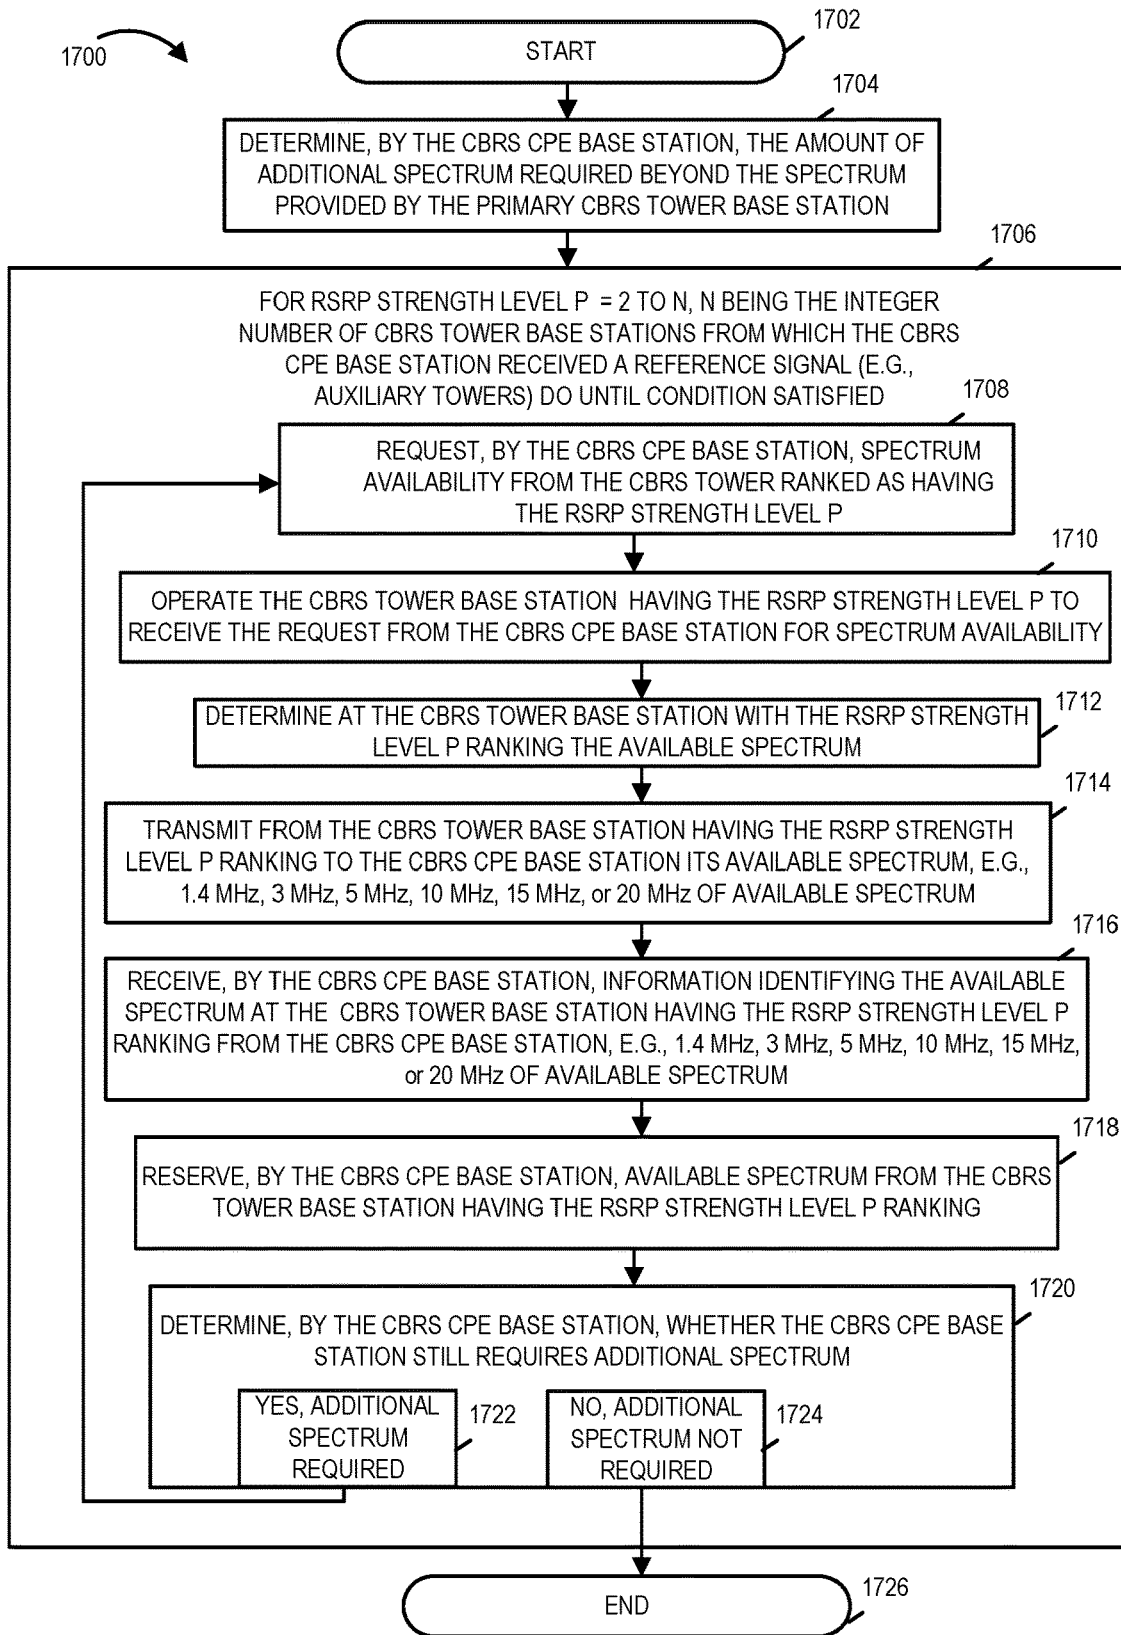 1700
1702
START
1704
DETERMINE, BY THE CBRS CPE BASE STATION, THE AMOUNT OF
ADDITIONAL SPECTRUM REQUIRED BEYOND THE SPECTRUM
PROVIDED BY THE PRIMARY CBRS TOWER BASE STATION
1706
FOR RSRP STRENGTH LEVEL P = 2 TO N, N BEING THE INTEGER
NUMBER OF CBRS TOWER BASE STATIONS FROM WHICH THE CBRS
CPE BASE STATION RECEIVED A REFERENCE SIGNAL (E.G.,
AUXILIARY TOWERS) DO UNTIL CONDITION SATISFIED
1708
REQUEST, BY THE CBRS CPE BASE STATION, SPECTRUM
AVAILABILITY FROM THE CBRS TOWER RANKED AS HAVING
THE RSRP STRENGTH LEVEL P
1710
OPERATE THE CBRS TOWER BASE STATION HAVING THE RSRP STRENGTH LEVEL P TO
RECEIVE THE REQUEST FROM THE CBRS CPE BASE STATION FOR SPECTRUM AVAILABILITY
DETERMINE AT THE CBRS TOWER BASE STATION WITH THE RSRP STRENGTH
LEVEL P RANKING THE AVAILABLE SPECTRUM
1712
1714
TRANSMIT FROM THE CBRS TOWER BASE STATION HAVING THE RSRP STRENGTH
LEVEL P RANKING TO THE CBRS CPE BASE STATION ITS AVAILABLE SPECTRUM, E.G.,
1.4 MHz, 3 MHz, 5 MHz, 10 MHz, 15 MHz, or 20 MHz OF AVAILABLE SPECTRUM
1716
RECEIVE, BY THE CBRS CPE BASE STATION, INFORMATION IDENTIFYING THE AVAILABLE
SPECTRUM AT THE CBRS TOWER BASE STATION HAVING THE RSRP STRENGTH LEVEL P
RANKING FROM THE CBRS CPE BASE STATION, E.G., 1.4 MHz, 3 MHz, 5 MHz, 10 MHz, 15 MHz,
or 20 MHz OF AVAILABLE SPECTRUM
1718
RESERVE, BY THE CBRS CPE BASE STATION, AVAILABLE SPECTRUM FROM THE CBRS
TOWER BASE STATION HAVING THE RSRP STRENGTH LEVEL P RANKING
1720
DETERMINE, BY THE CBRS CPE BASE STATION, WHETHER THE CBRS CPE BASE
STATION STILL REQUIRES ADDITIONAL SPECTRUM
YES, ADDITIONAL
SPECTRUM
REQUIRED
1722
NO, ADDITIONAL
SPECTRUM NOT
REQUIRED
1724
END
1726